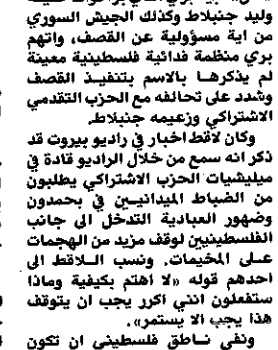 وليد جنبلاط وكذلك الجيش السوري
من اية مسؤولية عن القصف، واتهم
بري منظمة فدائية فلسطينية معينة
لم يذكرها بالاسم بتنفيذ القصف
وشدد على تحالفه مع الحزب التقدمي
الاشتراكي وزعيمه جنبلاط.
وكان لاقط اخبار في راديو بيروت قد
ذكر انه سمع من خلال الراديو قادة في
ميليشيات الحزب الاشتراكي يطلبون
من الضباط الميدانيين في بحمدون
وضهور العبادية التدخل الى جانب
الفلسطينيين لوقف مزيد من الهجمات
على المخيمات. ونسب اللاقط الى
احدهم قوله «لا اهتم بكيفية وماذا
ستفعلون انني اكرر يجب ان يتوقف
هذا يجب الا يستمر».
ونفى ناطق فلسطيني ان تكون